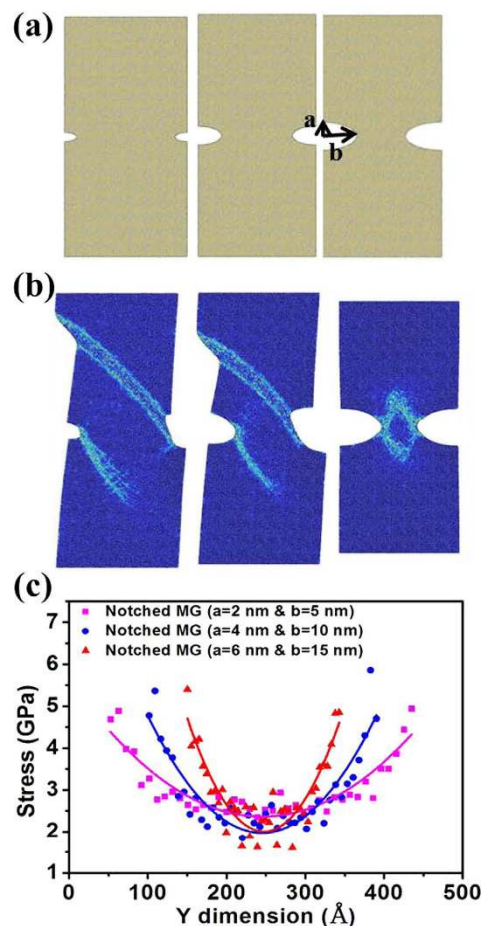 (a)
a
b
(b)
(c)
Notched MG (a=2 nm & b=5 nm)
Notched MG (a=4 nm & b=10 nm)
Notched MG (a=6 nm & b=15 nm)
7
6
5
4
3
2
1
Stress (GPa)
0 100 200 300 400 500
Y dimension (Å)